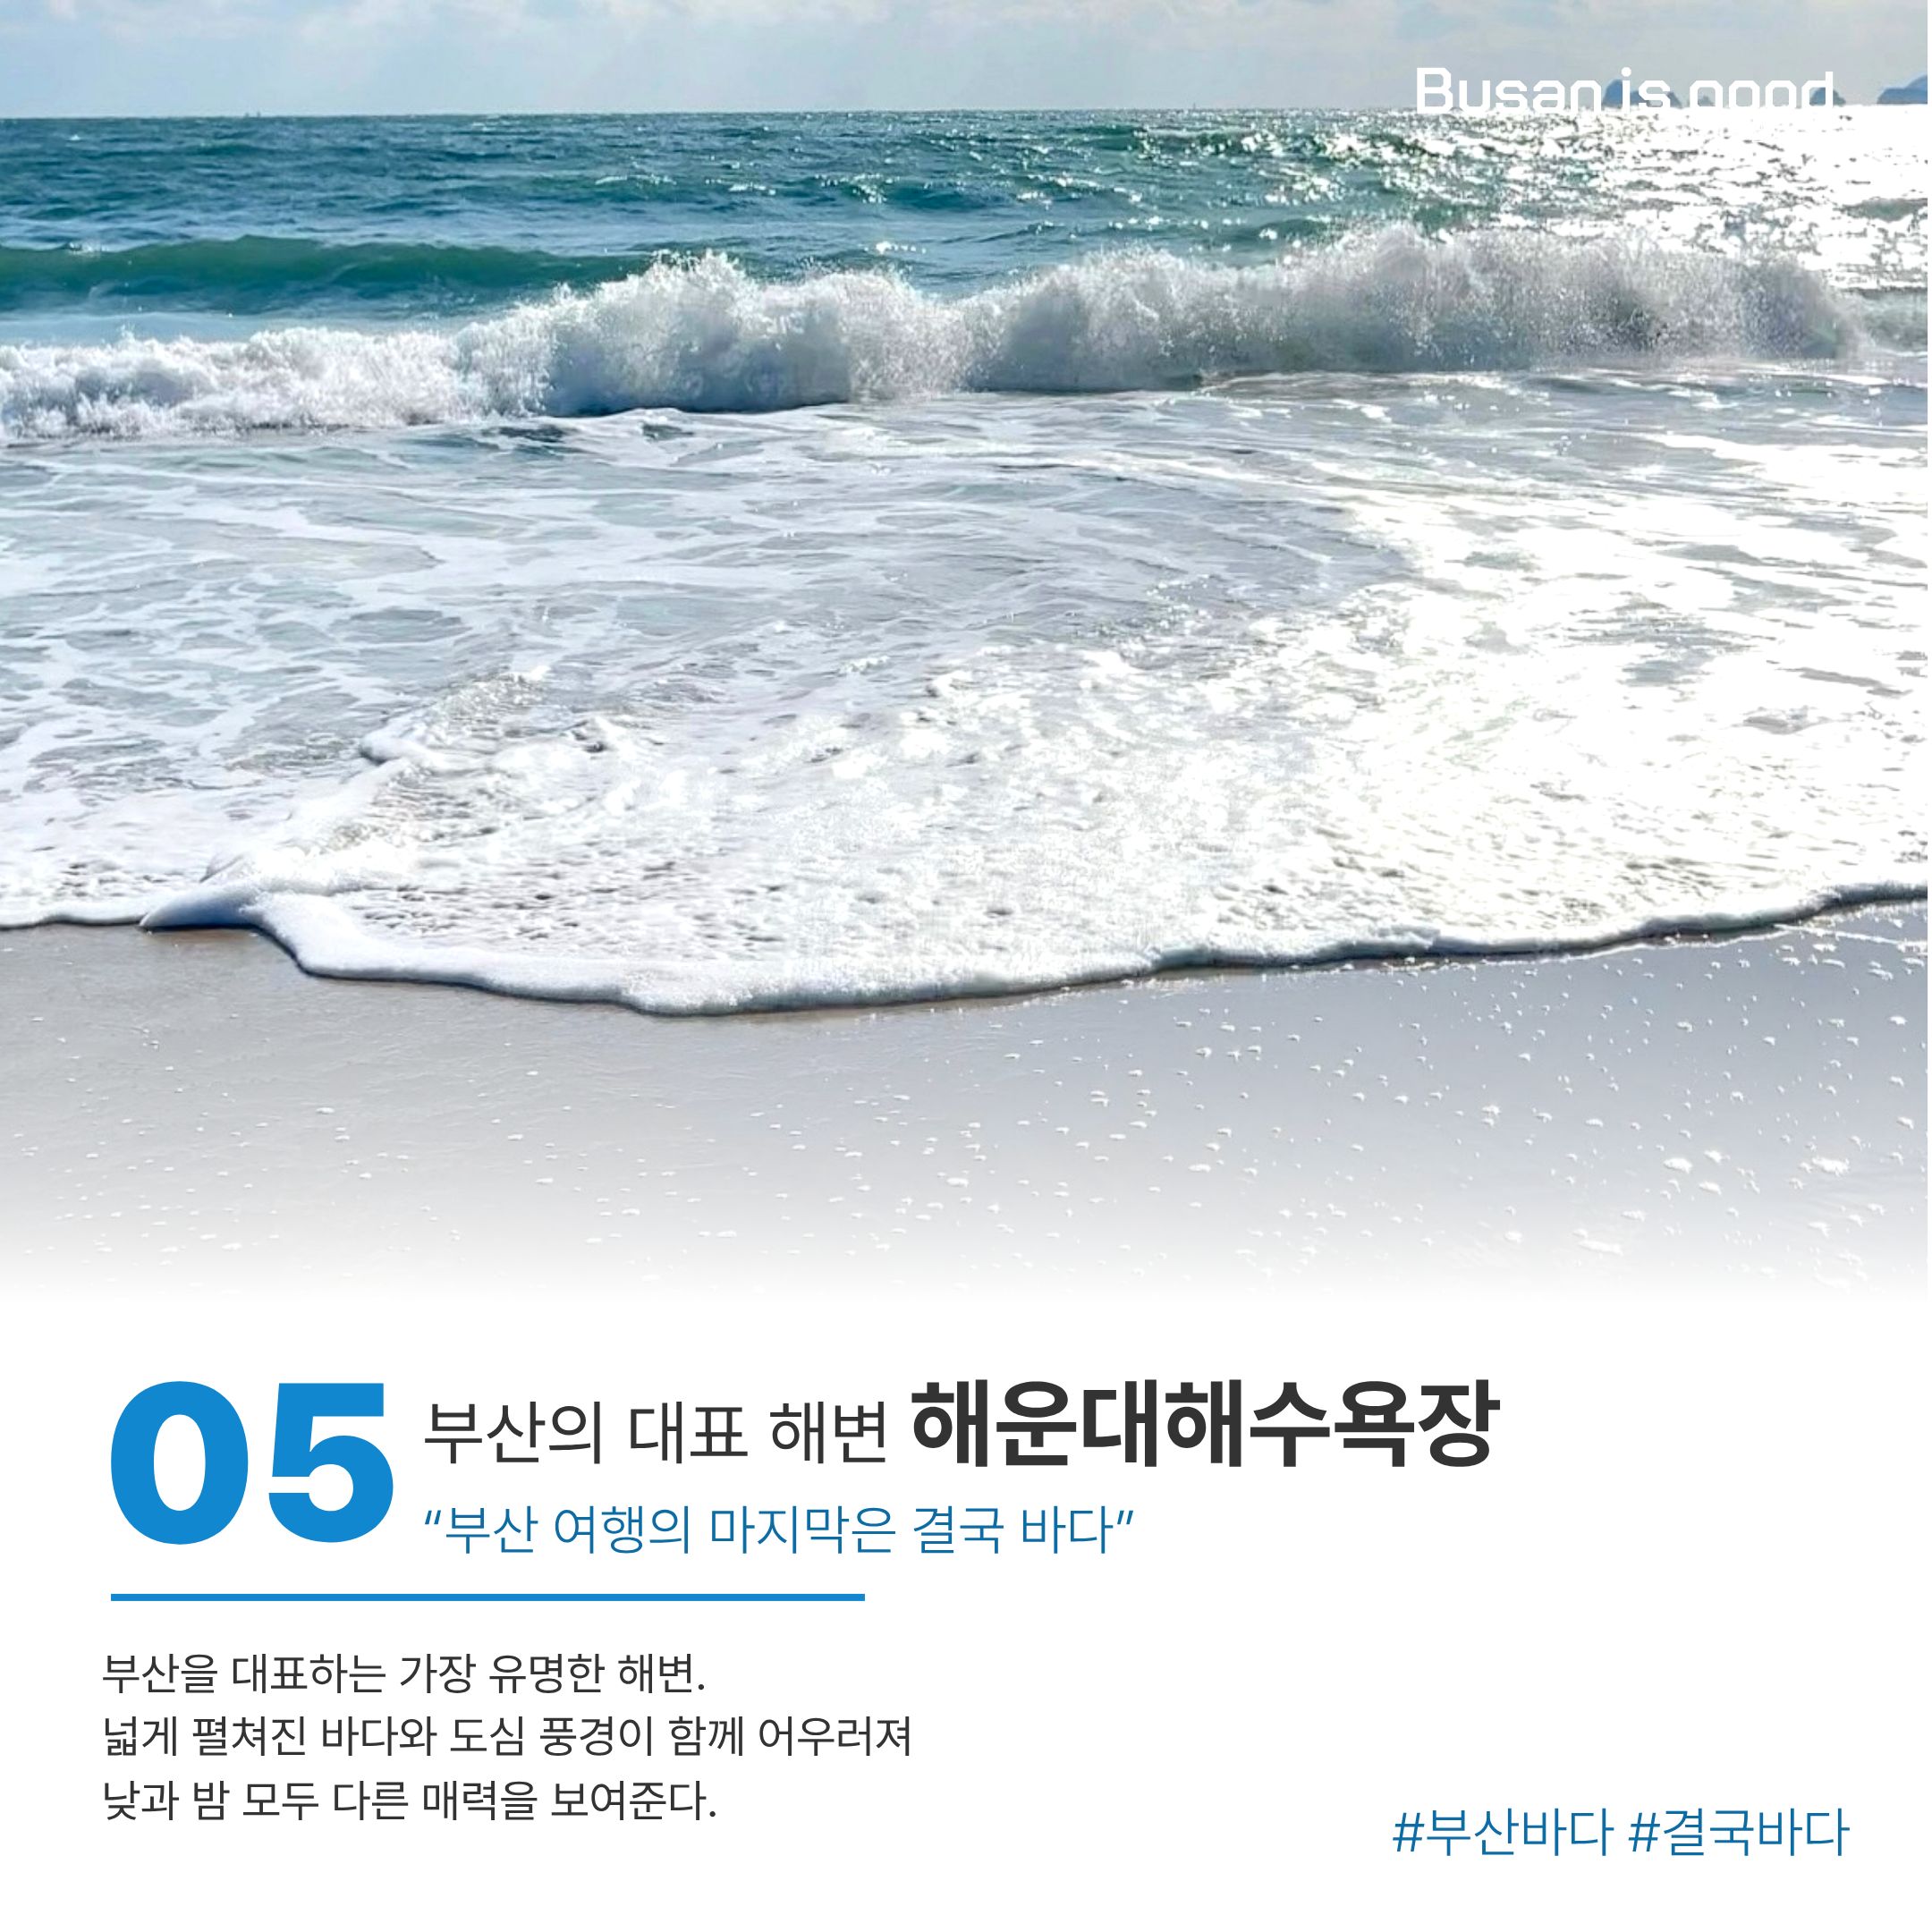 Busan is good
05
부산의 대표 해변 해운대해수욕장
“부산 여행의 마지막은 결국 바다”
부산을 대표하는 가장 유명한 해변.
넓게 펼쳐진 바다와 도심 풍경이 함께 어우러져
낮과 밤 모두 다른 매력을 보여준다.
#부산바다 #결국바다